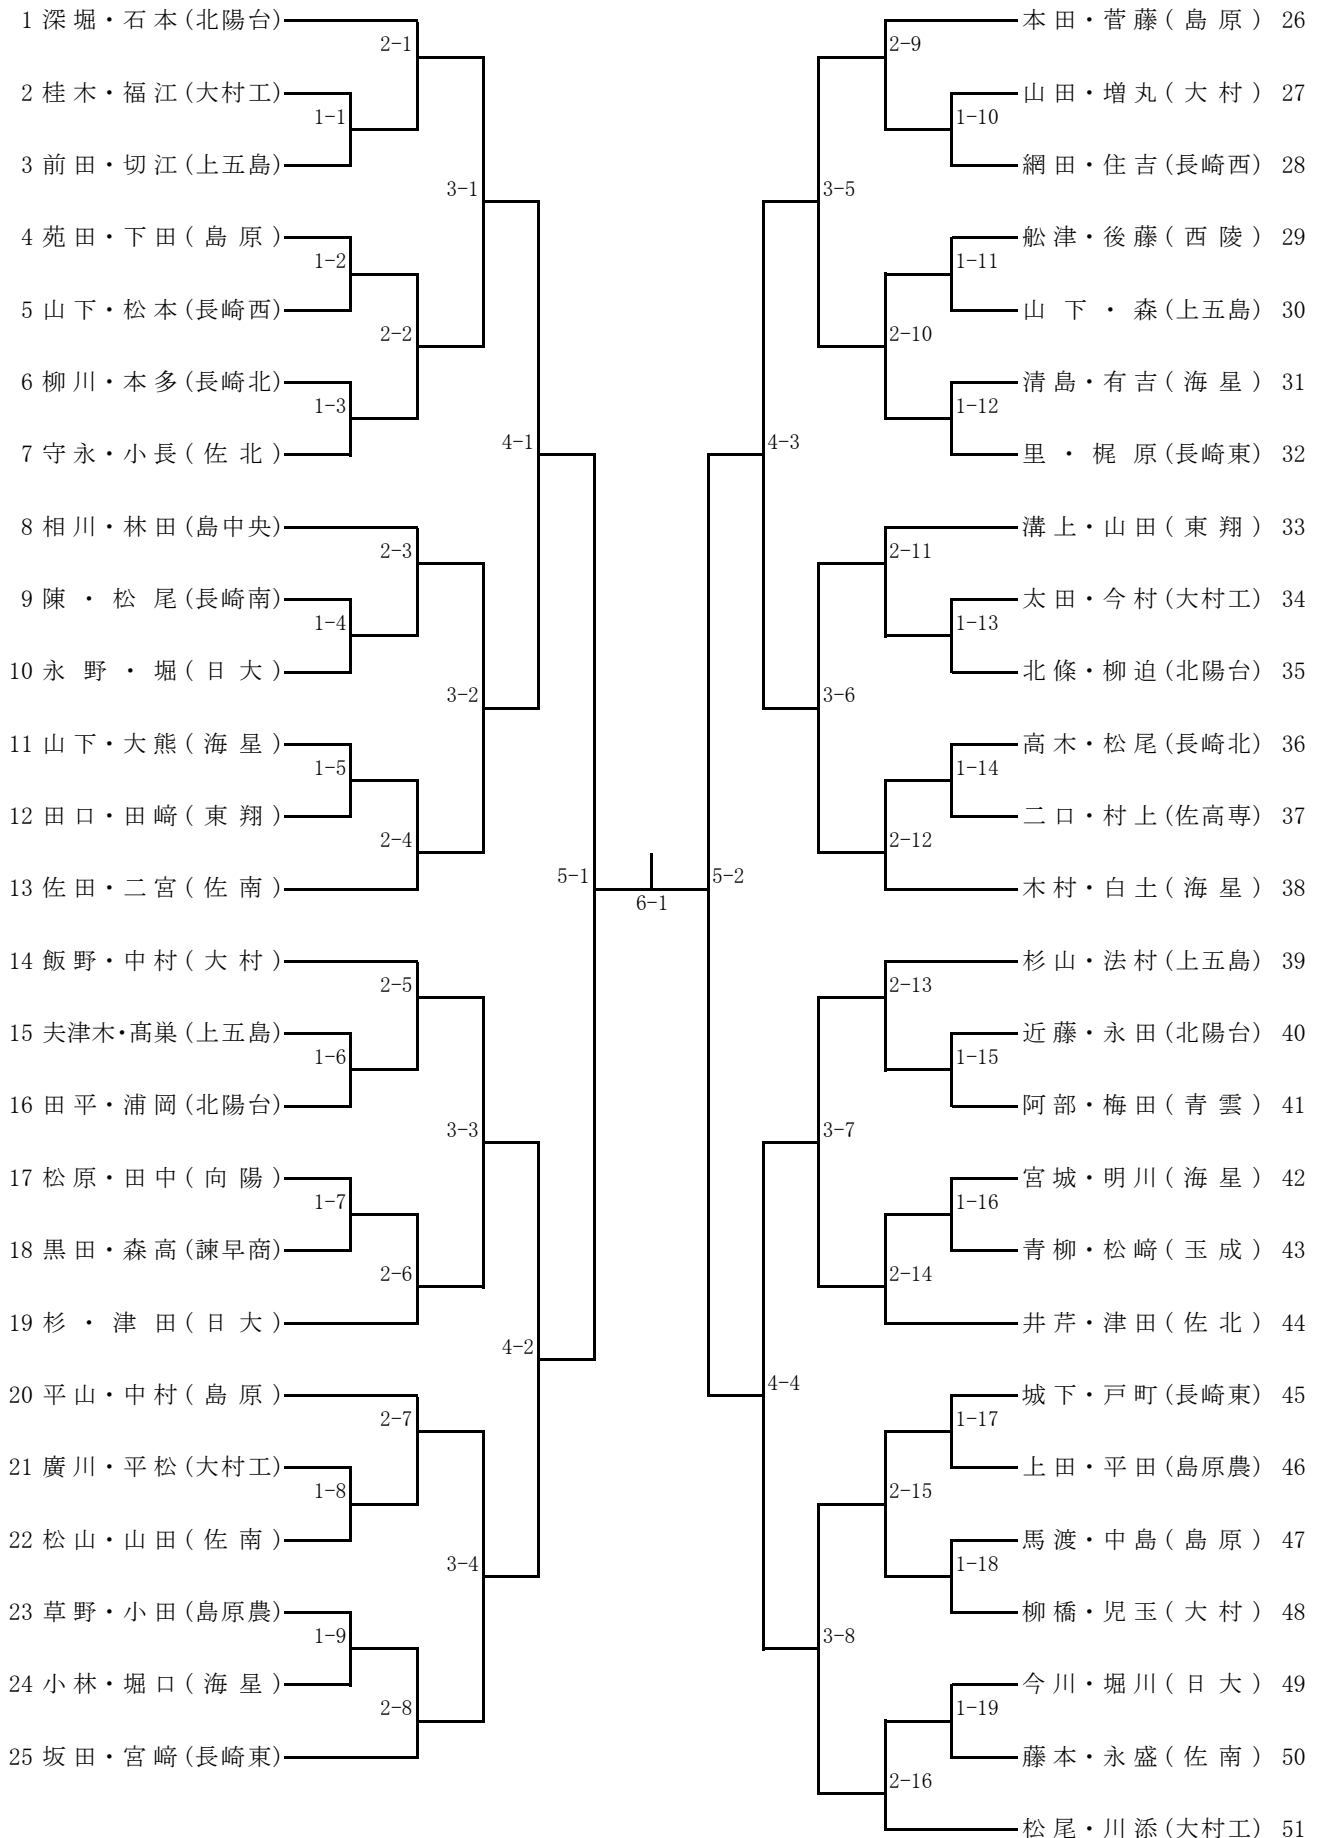 1 深堀・石本(北陽台)
2-1
2 桂木・福江(大村工)
1-1
3 前田・切江(上五島)
3-1
4 苑田・下田(島原)
1-2
5 山下・松本(長崎西)
2-2
6 柳川・本多(長崎北)
1-3
7 守永・小長(佐北)
4-1
8 相川・林田(島中央)
2-3
9 陳・松尾(長崎南)
1-4
10 永野・堀(日大)
3-2
11 山下・大熊(海星)
1-5
12 田口・田﨑(東翔)
2-4
13 佐田・二宮(佐南)
5-1
14 飯野・中村(大村)
2-5
15 夫津木・髙巣(上五島)
1-6
16 田平・浦岡(北陽台)
3-3
17 松原・田中(向陽)
1-7
18 黒田・森高(諫早商)
2-6
19 杉・津田(日大)
4-2
20 平山・中村(島原)
2-7
21 廣川・平松(大村工)
1-8
22 松山・山田(佐南)
3-4
23 草野・小田(島原農)
1-9
24 小林・堀口(海星)
2-8
25 坂田・宮﨑(長崎東)
6-1
本田・菅藤(島原) 26
2-9
山田・増丸(大村) 27
1-10
網田・住吉(長崎西) 28
3-5
舩津・後藤(西陵) 29
1-11
山下・森(上五島) 30
2-10
清島・有吉(海星) 31
1-12
里・梶原(長崎東) 32
4-3
溝上・山田(東翔) 33
2-11
太田・今村(大村工) 34
1-13
北條・柳迫(北陽台) 35
3-6
高木・松尾(長崎北) 36
1-14
二口・村上(佐高専) 37
2-12
木村・白土(海星) 38
5-2
杉山・法村(上五島) 39
2-13
近藤・永田(北陽台) 40
1-15
阿部・梅田(青雲) 41
3-7
宮城・明川(海星) 42
1-16
青柳・松﨑(玉成) 43
2-14
井芹・津田(佐北) 44
4-4
城下・戸町(長崎東) 45
1-17
上田・平田(島原農) 46
2-15
馬渡・中島(島原) 47
1-18
柳橋・児玉(大村) 48
3-8
今川・堀川(日大) 49
1-19
藤本・永盛(佐南) 50
2-16
松尾・川添(大村工) 51